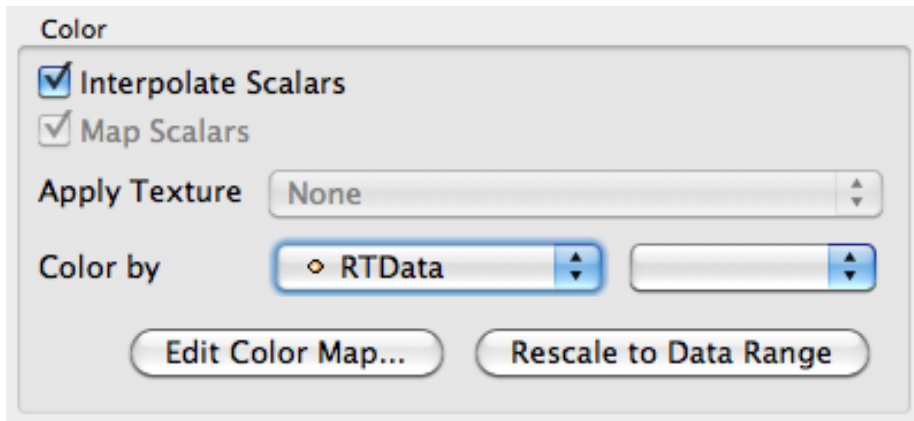 Color
Interpolate Scalars
Map Scalars
Apply Texture None
Color by RTData
Edit Color Map... Rescale to Data Range